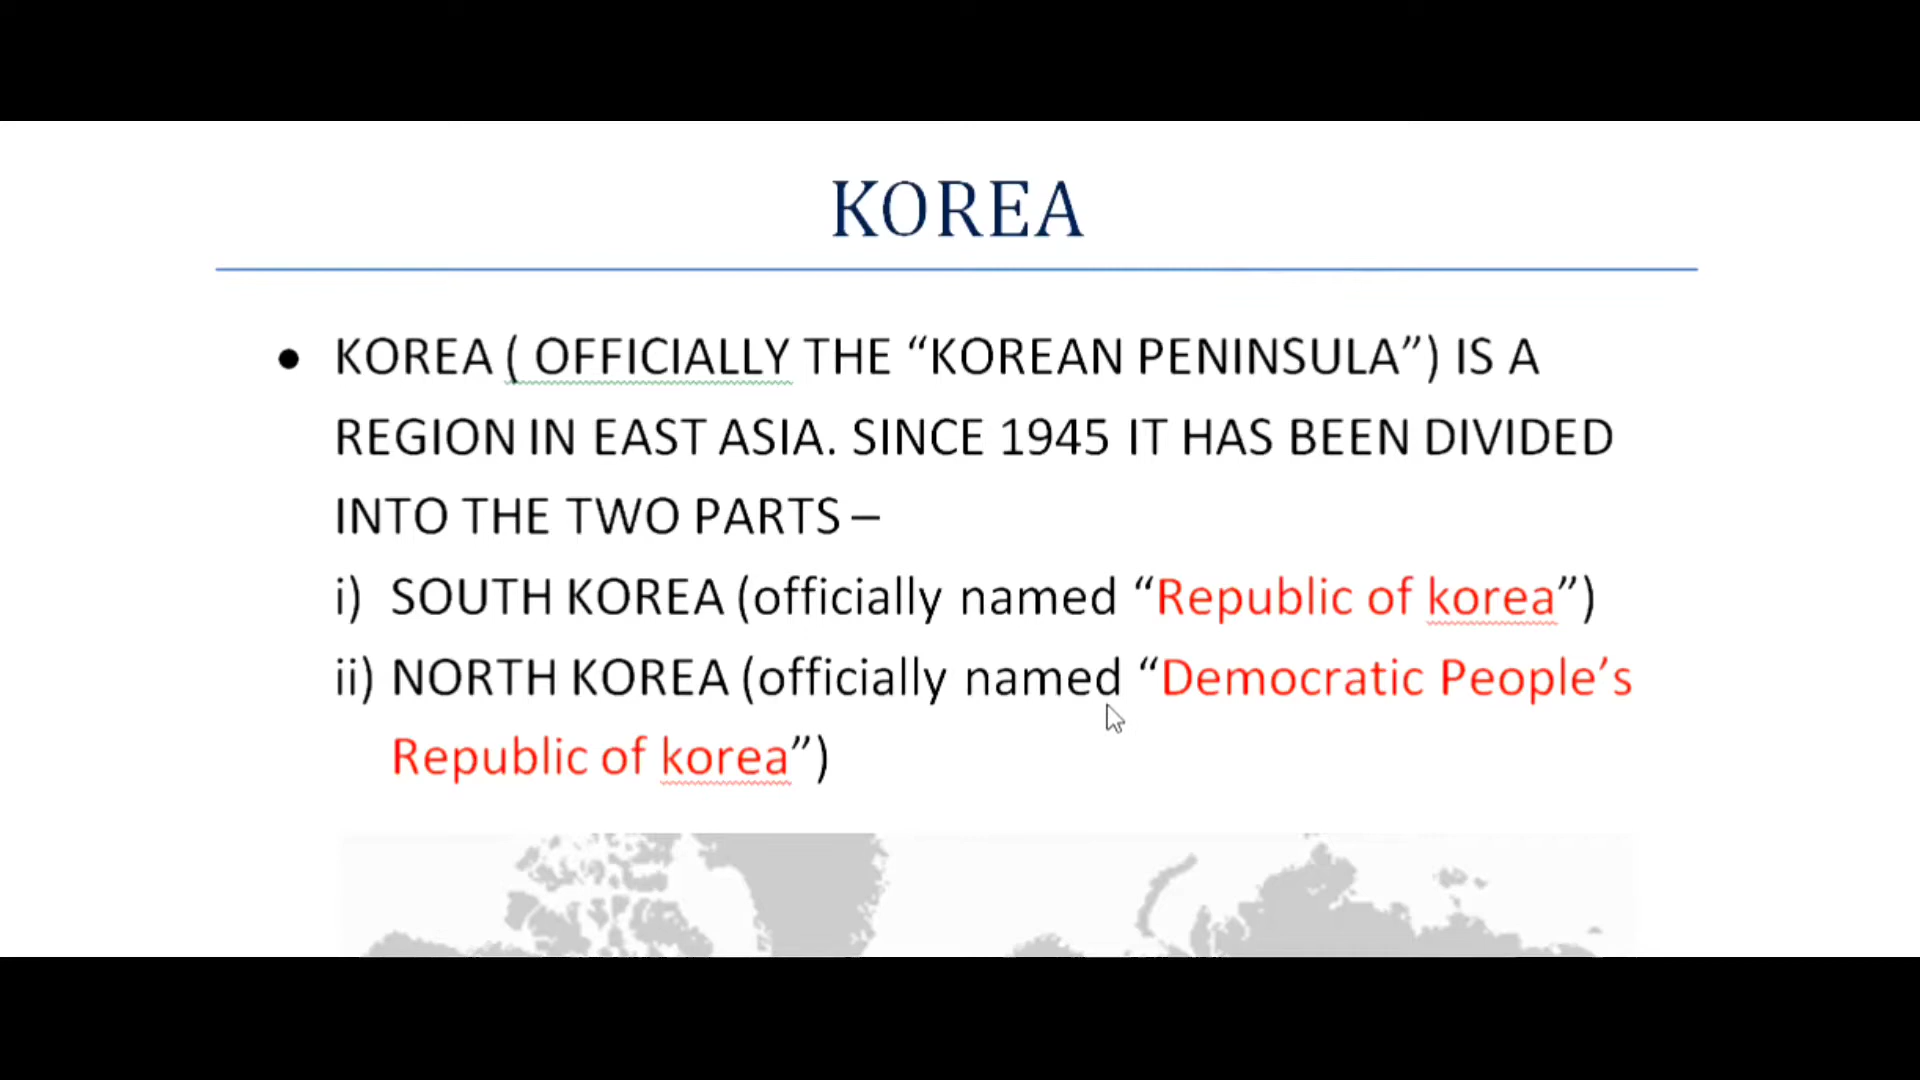 KOREA
• KOREA ( OFFICIALLY THE “KOREAN PENINSULA”) IS A
REGION IN EAST ASIA. SINCE 1945 IT HAS BEEN DIVIDED
INTO THE TWO PARTS –
i) SOUTH KOREA (officially named “Republic of korea”)
ii) NORTH KOREA (officially named “Democratic People’s
Republic of korea”)